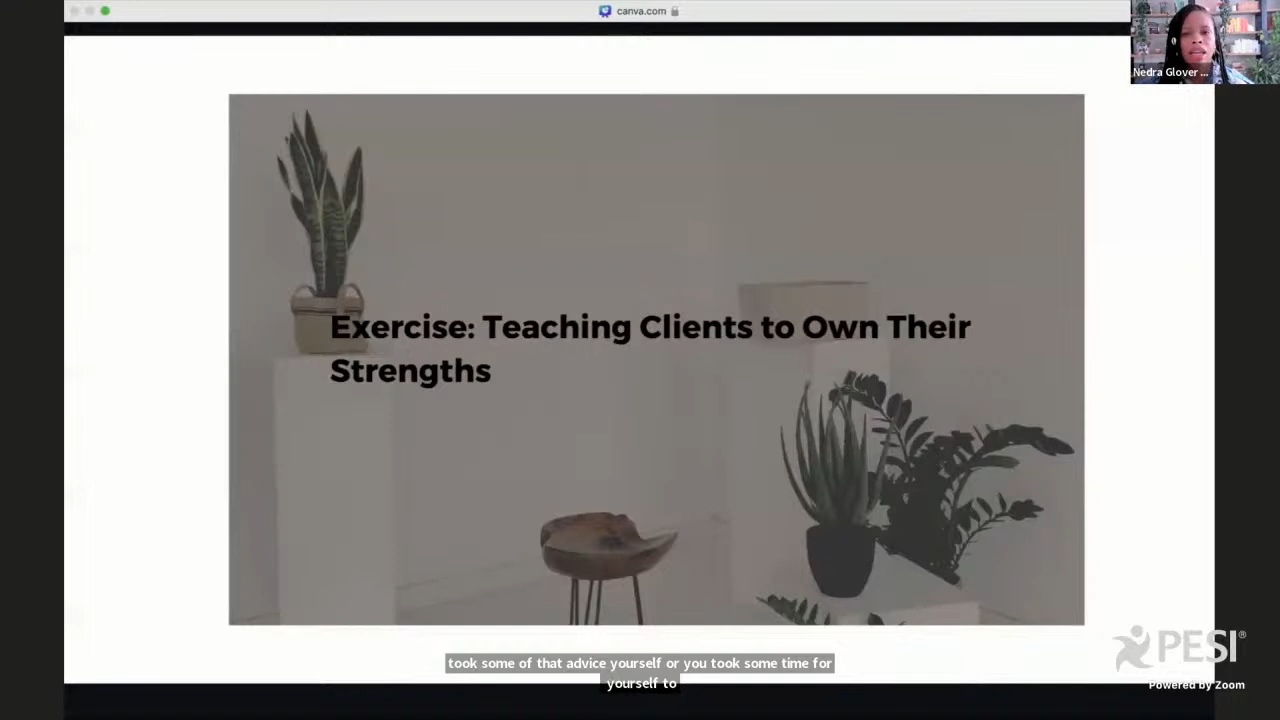 canva.com
Nedra Glover ...
Exercise: Teaching Clients to Own Their
Strengths
took some of that advice yourself or you took some time for
yourself to
PESI®
Powered by Zoom